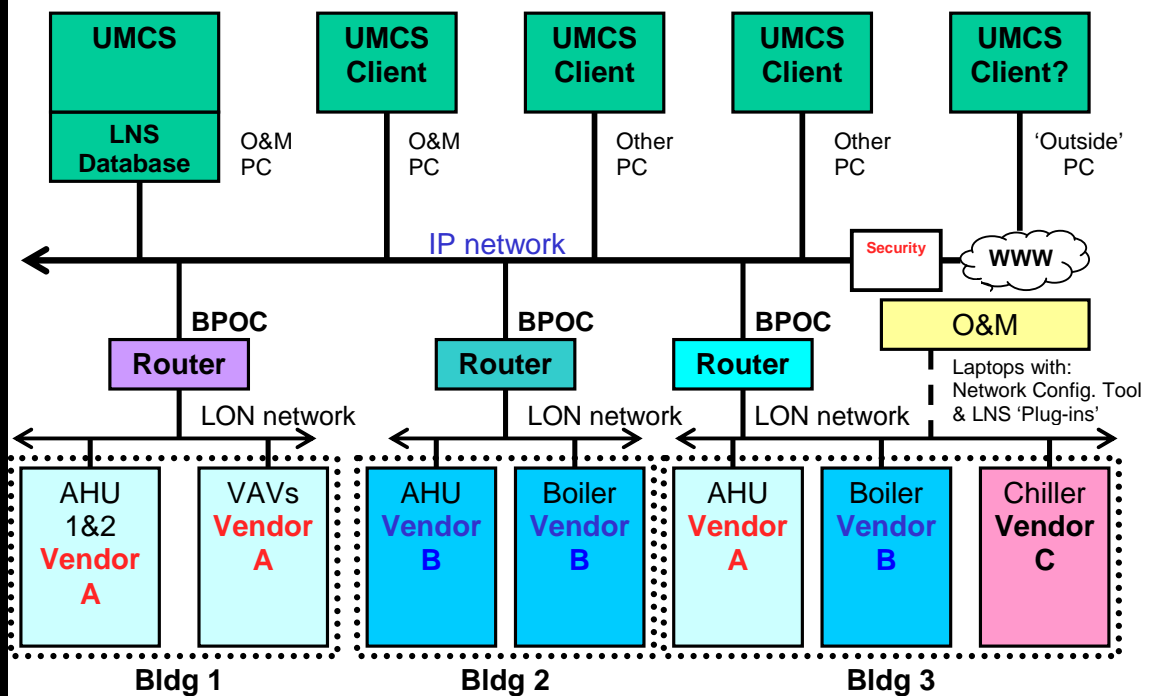 UMCS
LNS
Database
O&M
PC
UMCS
Client
O&M
PC
UMCS
Client
Other
PC
UMCS
Client
Other
PC
UMCS
Client?
‘Outside’
PC
IP network
Security
WWW
BPOC
Router
LON network
BPOC
Router
LON network
BPOC
Router
LON network
O&M
Laptops with:
Network Config. Tool
& LNS ‘Plug-ins’
AHU
1&2
Vendor
A
VAVs
Vendor
A
AHU
Vendor
B
Boiler
Vendor
B
AHU
Vendor
A
Boiler
Vendor
B
Chiller
Vendor
C
Bldg 1
Bldg 2
Bldg 3